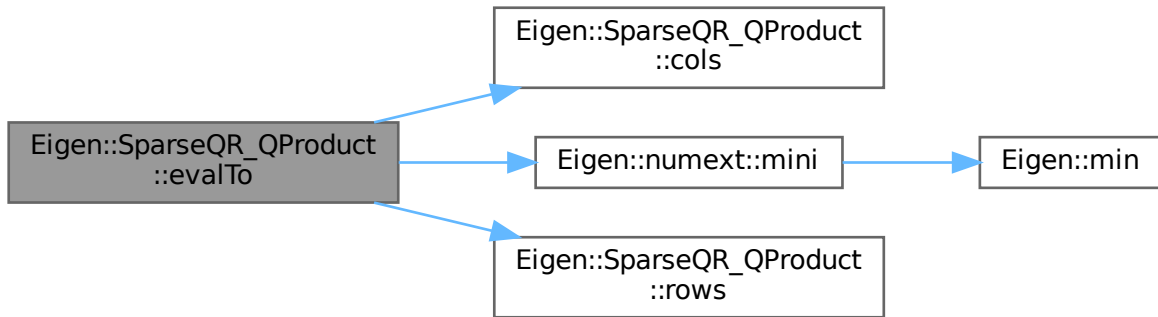 Eigen::SparseQR_QProduct
::evalTo
Eigen::SparseQR_QProduct
::cols
Eigen::numext::mini
Eigen::min
Eigen::SparseQR_QProduct
::rows